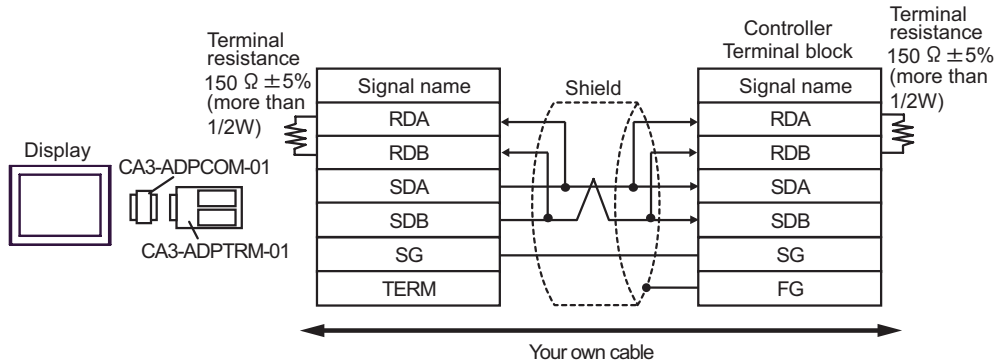 Controller
Terminal block
Terminal
resistance
150 Ω ±5%
(more than
1/2W)
Terminal
resistance
150 Ω ±5%
(more than
1/2W)
Display
CA3-ADPCOM-01
CA3-ADPTRM-01
Signal name
RDA
RDB
SDA
SDB
SG
TERM
Shield
Signal name
RDA
RDB
SDA
SDB
SG
FG
Your own cable